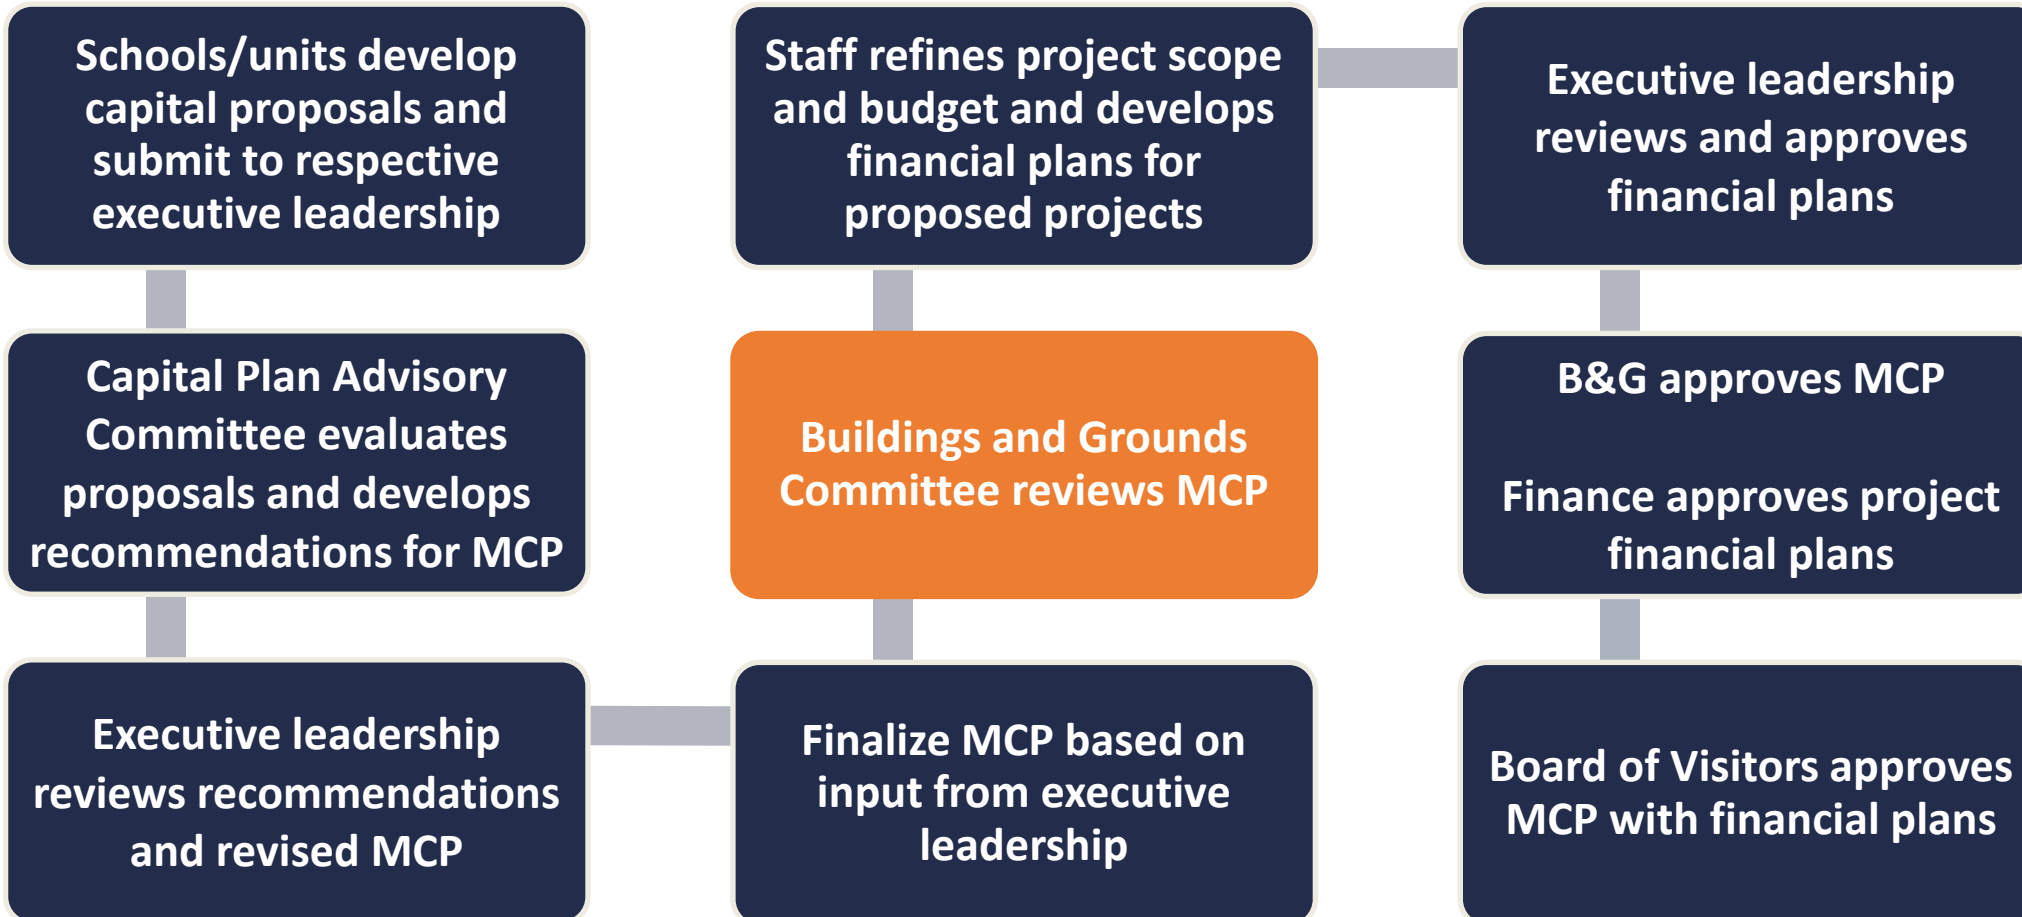 Schools/units develop
capital proposals and
submit to respective
executive leadership
Capital Plan Advisory
Committee evaluates
proposals and develops
recommendations for MCP
Executive leadership
reviews recommendations
and revised MCP
Finalize MCP based on
input from executive
leadership
Buildings and Grounds
Committee reviews MCP
Staff refines project scope
and budget and develops
financial plans for
proposed projects
Executive leadership
reviews and approves
financial plans
B&G approves MCP
Finance approves project
financial plans
Board of Visitors approves
MCP with financial plans